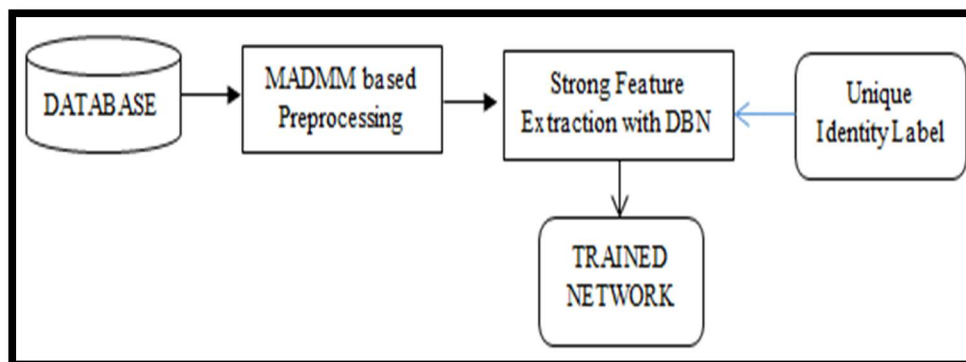 DATABASE
MADMM based
Preprocessing
Strong Feature
Extraction with DBN
Unique
Identity Label
TRAINED
NETWORK